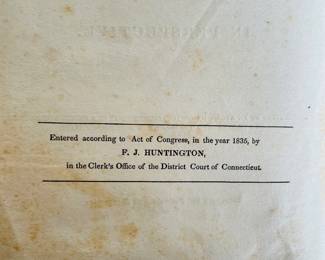 Entered according to Act of Congress, in the year 1835, by
F. J. HUNTINGTON,
in the Clerk's Office of the District Court of Connecticut.